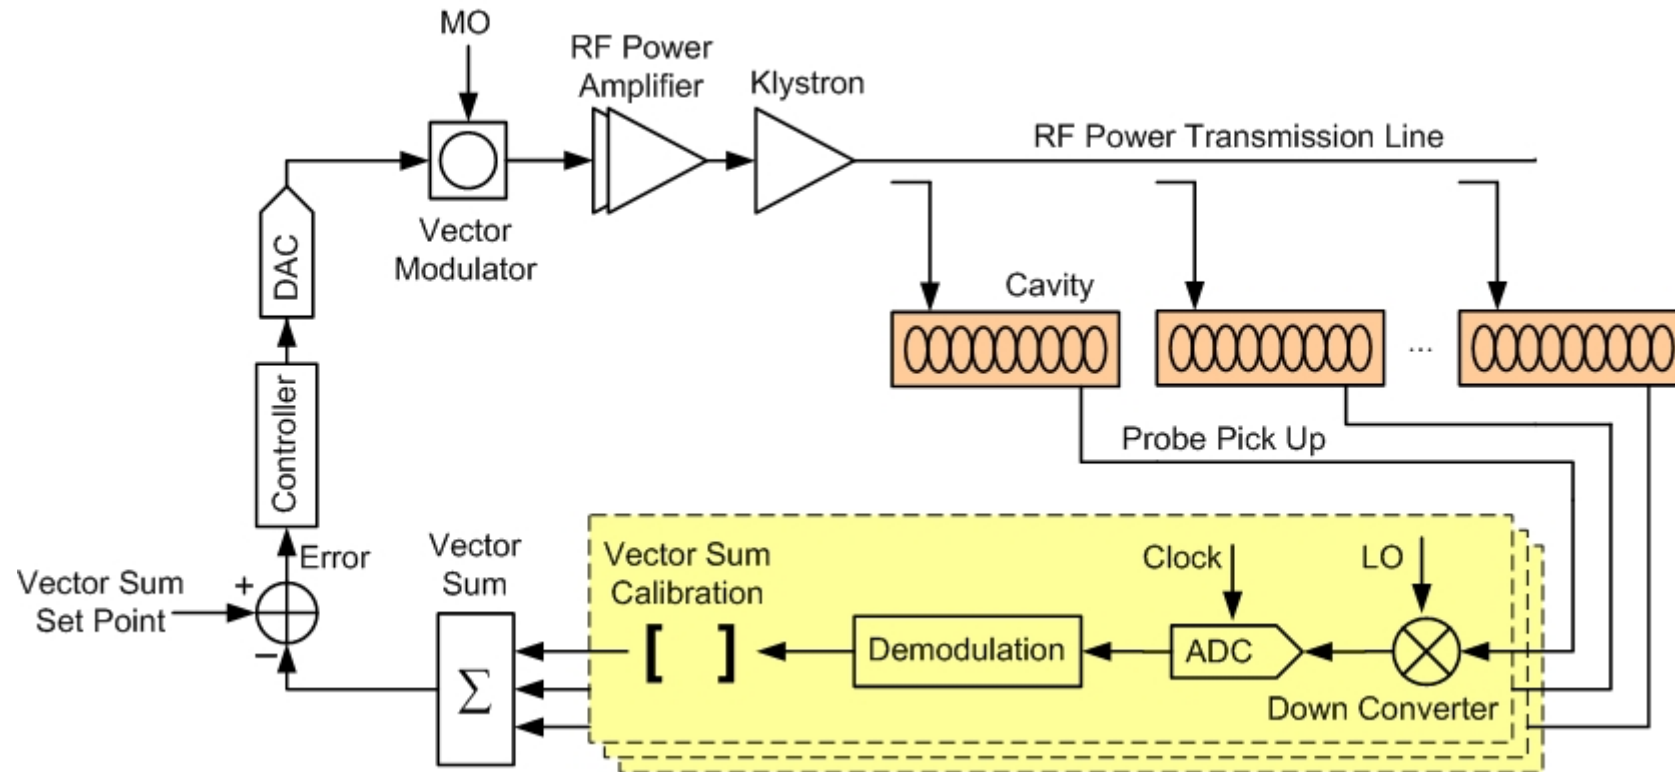 MO
RF Power
Amplifier
Klystron
RF Power Transmission Line
Vector
Modulator
DAC
Cavity
...
Controller
Probe Pick Up
Error
Vector Sum
Set Point
+
−
Vector
Sum
Σ
Vector Sum
Calibration
[ ]
Demodulation
Clock
ADC
LO
Down Converter